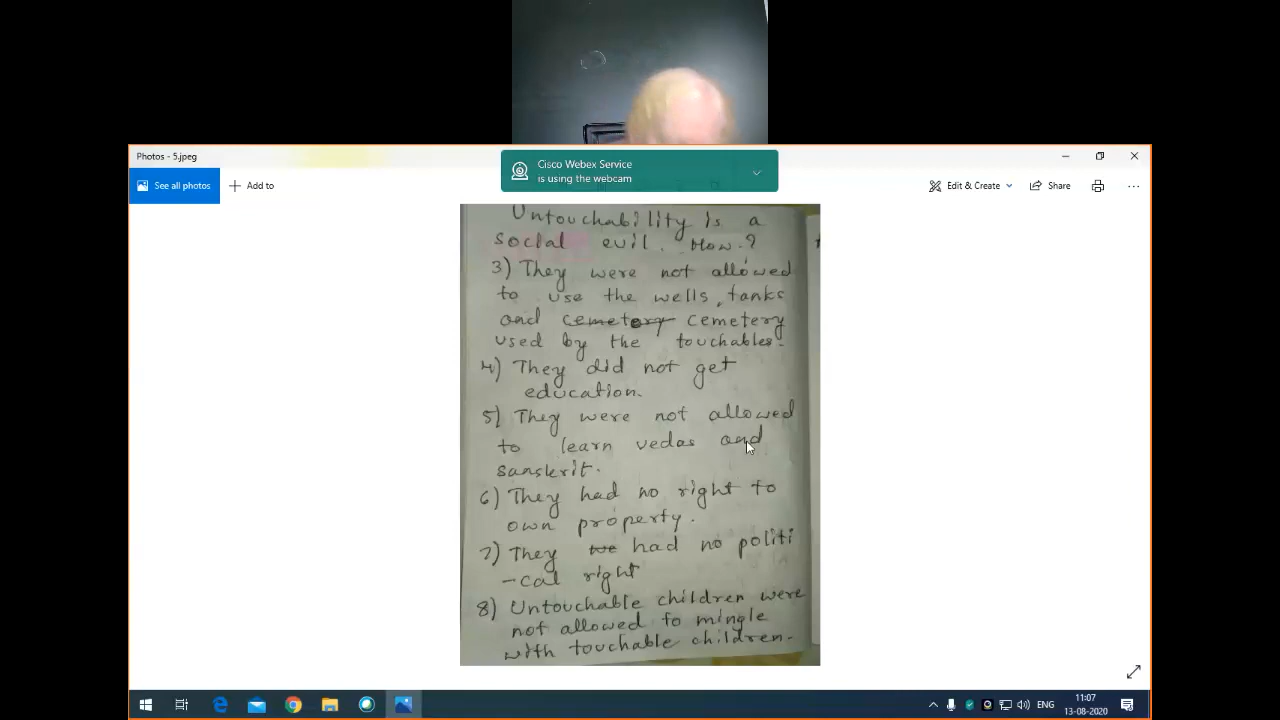 Photos - 5.jpeg
Cisco Webex Service
is using the webcam
See all photos
Add to
Edit & Create
Share
Untouchability is a
social evil. How.?
3) They were not allowed
to use the wells, tanks
and cemetery cemetery
used by the touchables.
4) They did not get
education.
5) They were not allowed
to learn vedas and
sanskrit.
6) They had no right to
own property.
7) They we had no politi
-cal right
8) Untouchable children were
not allowed to mingle
with touchable children.
ENG
11:07
13-08-2020